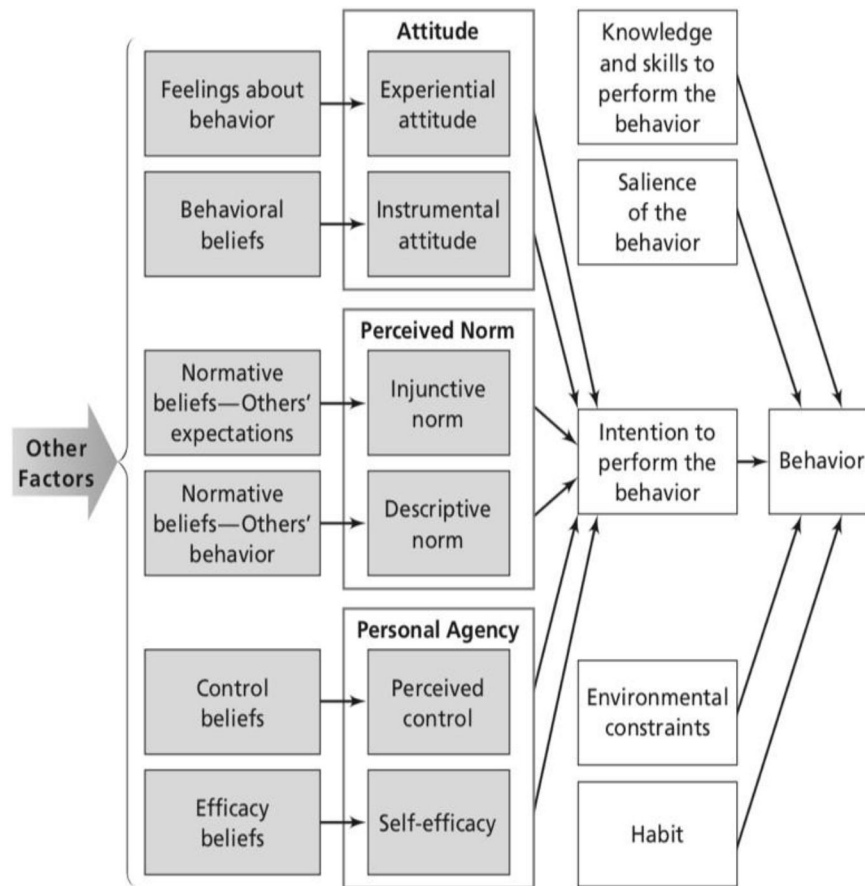 Other
Factors
Feelings about
behavior
Behavioral
beliefs
Normative
beliefs—Others’
expectations
Normative
beliefs—Others’
behavior
Control
beliefs
Efficacy
beliefs
Attitude
Experiential
attitude
Instrumental
attitude
Perceived Norm
Injunctive
norm
Descriptive
norm
Personal Agency
Perceived
control
Self-efficacy
Knowledge
and skills to
perform the
behavior
Salience
of the
behavior
Intention to
perform the
behavior
Environmental
constraints
Habit
Behavior